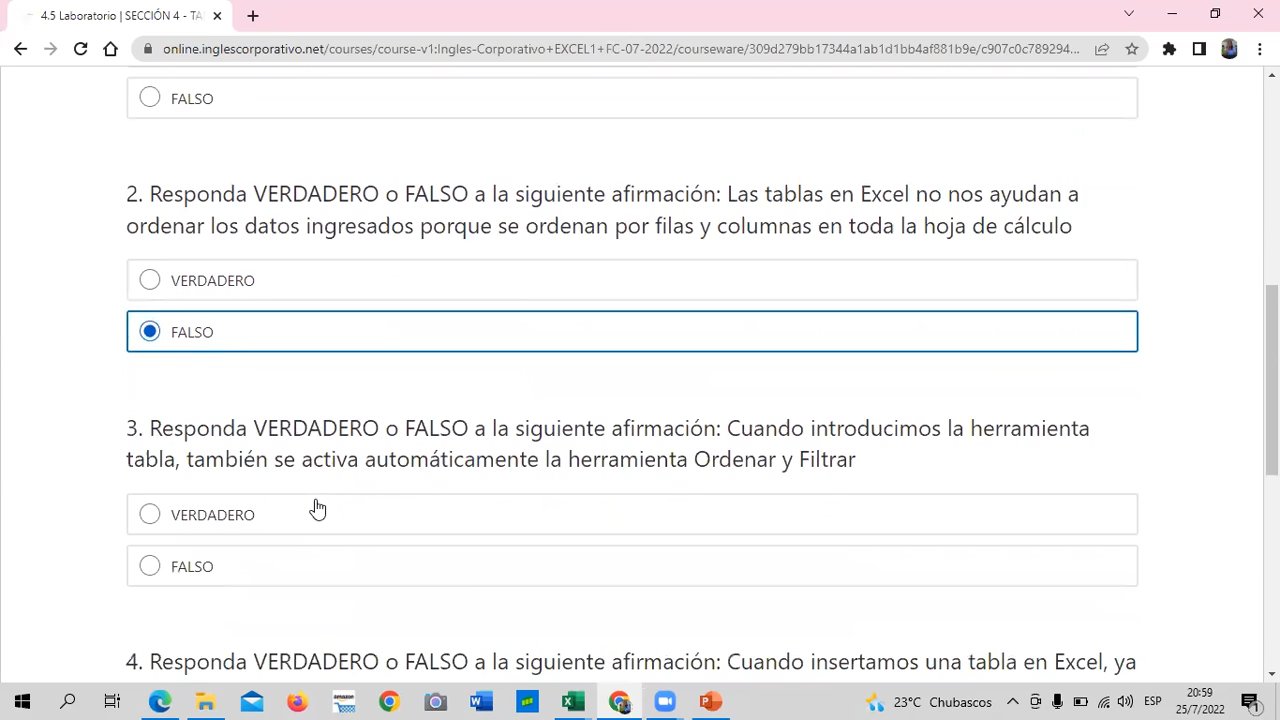 4.5 Laboratorio | SECCIÓN 4 - TA
online.inglescorporativo.net/courses/course-v1:Ingles-Corporativo+EXCEL1+FC-07-2022/courseware/309d279bb17344a1ab1d1bb4af881b9e/c907c0c789294...
FALSO
2. Responda VERDADERO o FALSO a la siguiente afirmación: Las tablas en Excel no nos ayudan a
ordenar los datos ingresados porque se ordenan por filas y columnas en toda la hoja de cálculo
VERDADERO
FALSO
3. Responda VERDADERO o FALSO a la siguiente afirmación: Cuando introducimos la herramienta
tabla, también se activa automáticamente la herramienta Ordenar y Filtrar
VERDADERO
FALSO
4. Responda VERDADERO o FALSO a la siguiente afirmación: Cuando insertamos una tabla en Excel, ya
23°C Chubascos
ESP
20:59
25/7/2022